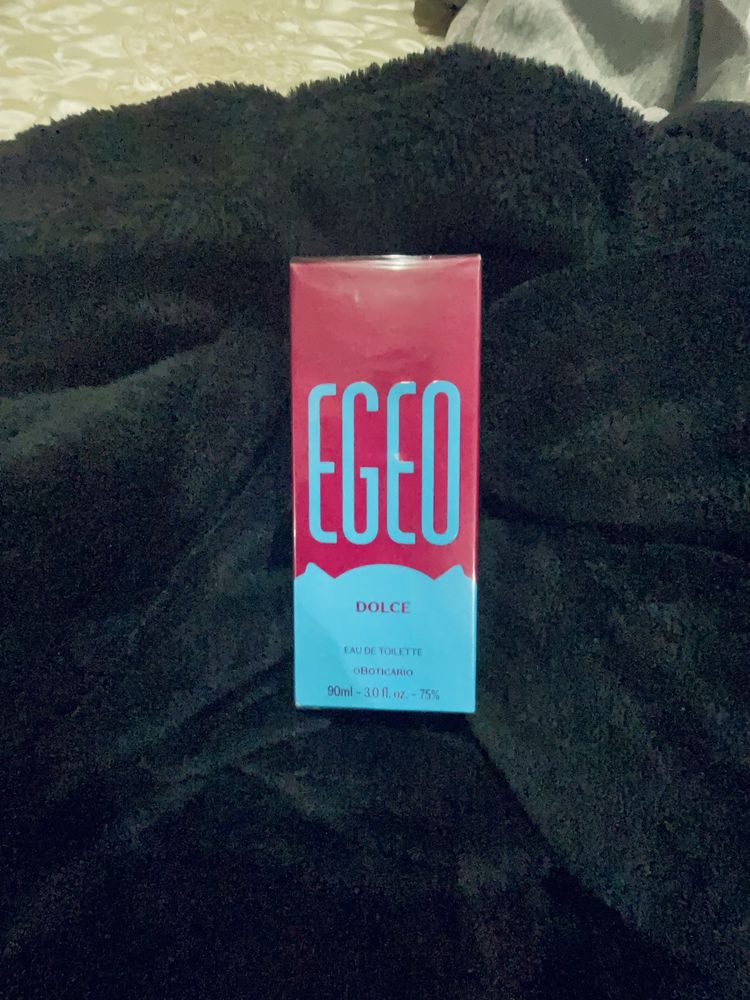 EGEO
DOLCE
EAU DE TOILETTE
oBOTICARIO
90ml - 3.0 fl. oz. - 75%